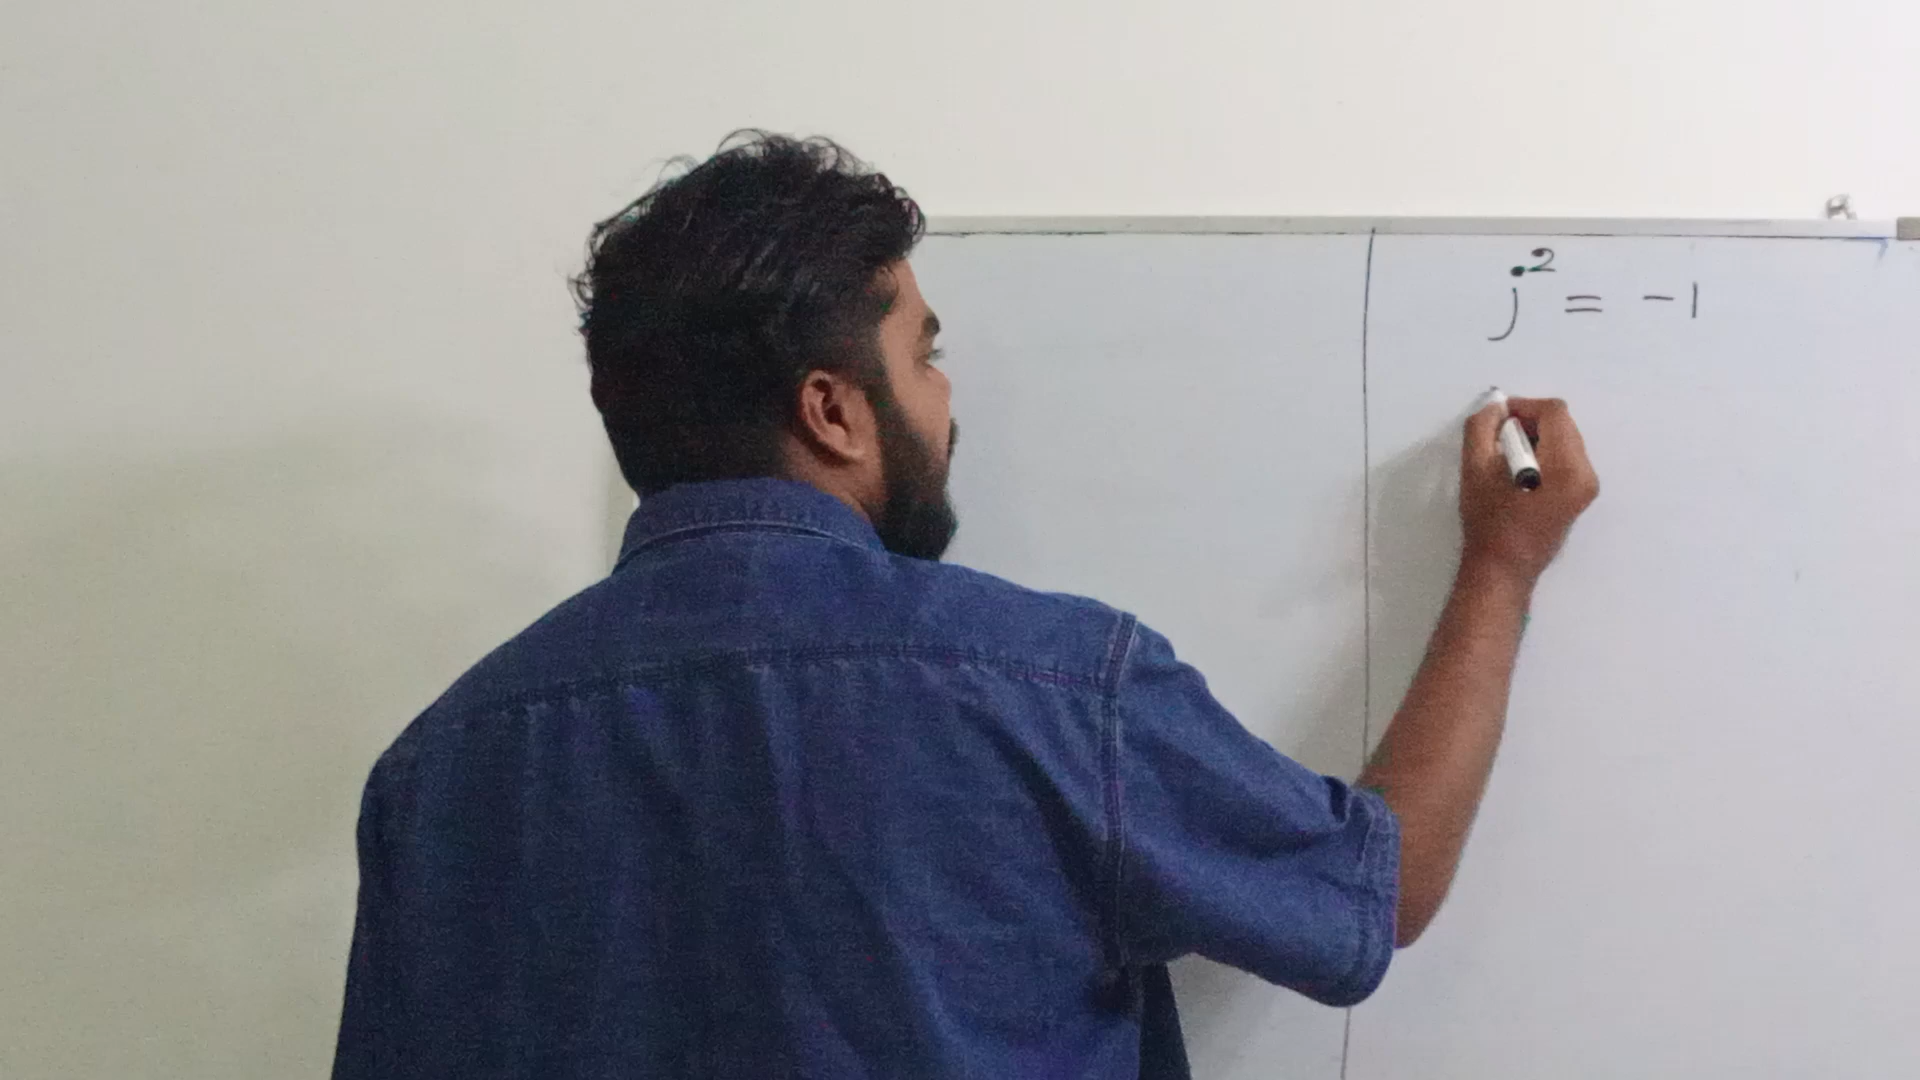 j² = -1